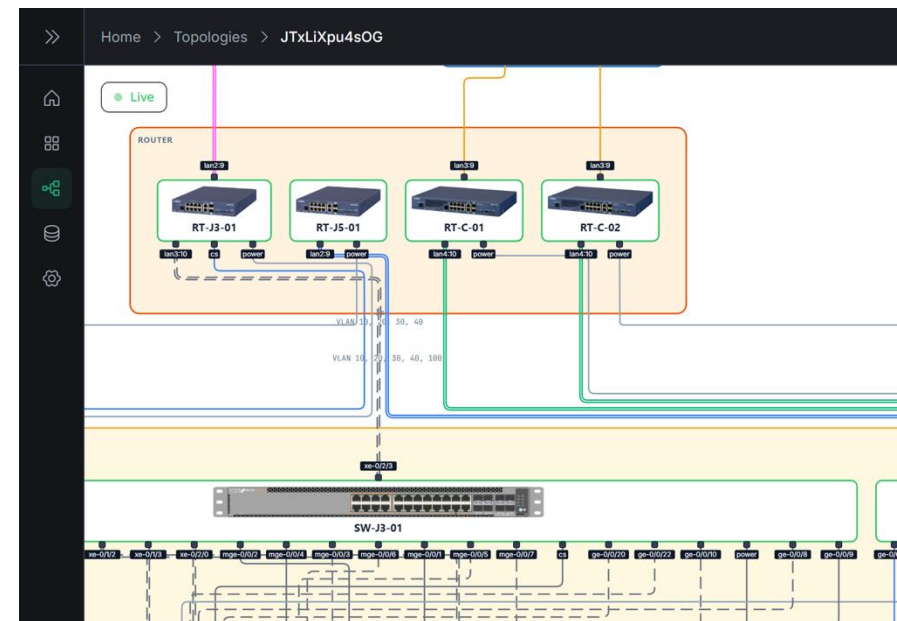 Home > Topologies > JTxLiXpu4sOG
Live
ROUTER
lan2:9
lan3:9
lan3:9
RT-J3-01
RT-J5-01
RT-C-01
RT-C-02
lan3:10
cs
power
lan2:9
power
lan4:10
power
lan4:10
power
VLAN 10, 20, 30, 40
VLAN 10, 20, 30, 40, 100
xe-0/2/3
SW-J3-01
xe-0/1/2
xe-0/1/3
xe-0/2/0
mge-0/0/2
mge-0/0/4
mge-0/0/3
mge-0/0/6
mge-0/0/1
mge-0/0/5
mge-0/0/7
cs
ge-0/0/20
ge-0/0/22
ge-0/0/10
power
ge-0/0/8
ge-0/0/9